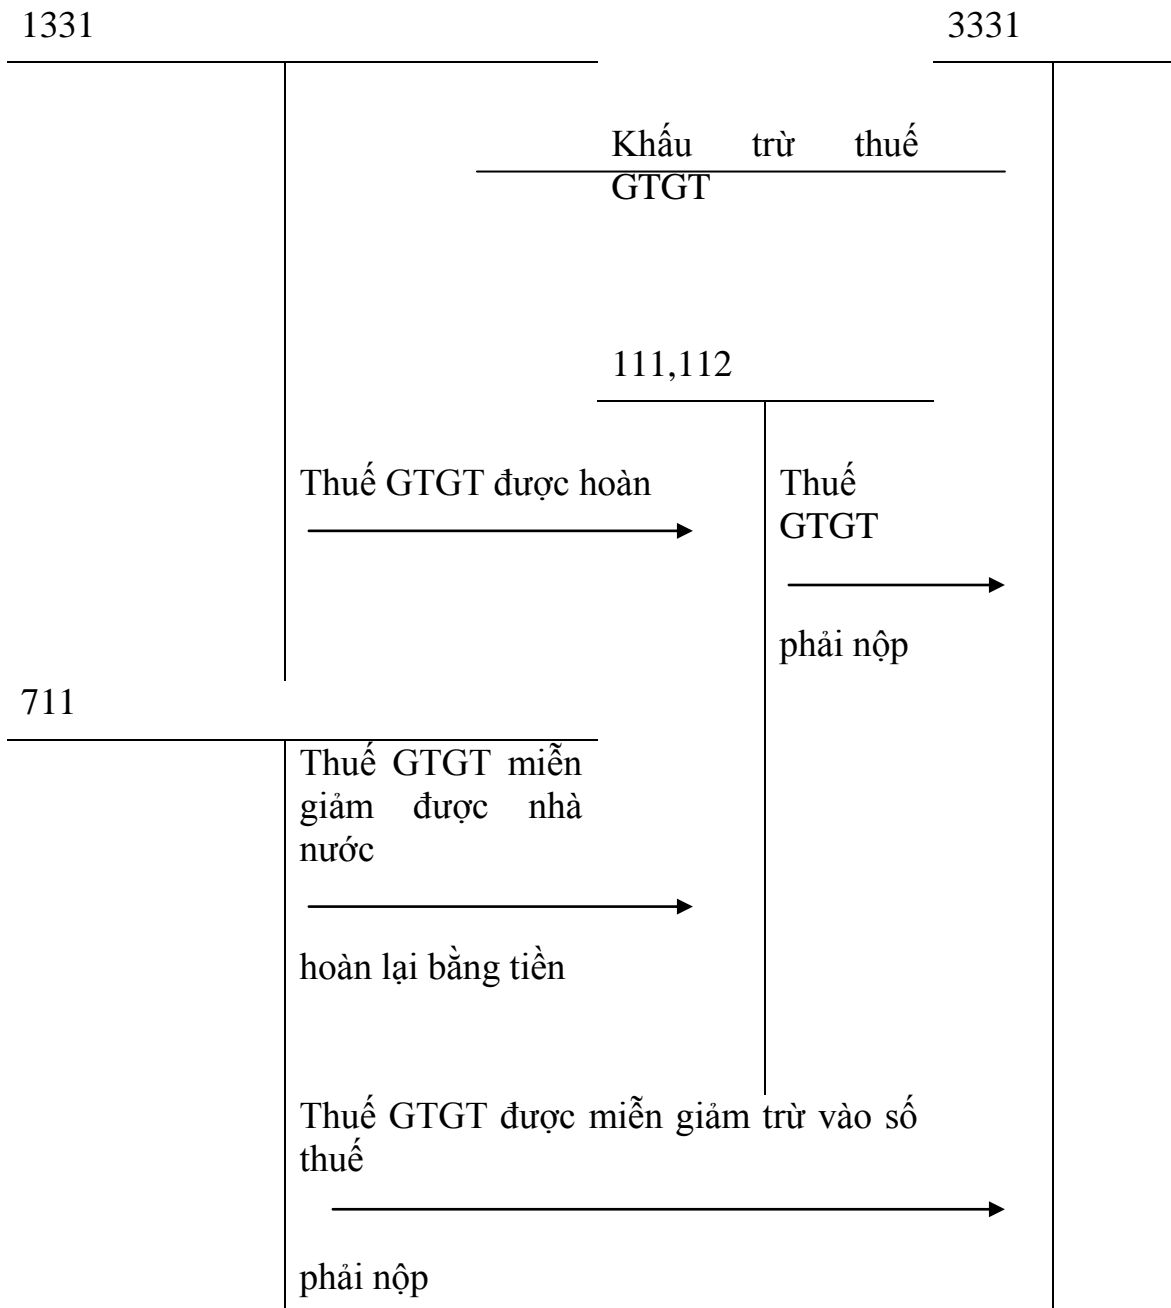 1331
3331
Khấu trừ thuế
GTGT
111,112
Thuế GTGT được hoàn
Thuế
GTGT
phải nộp
711
Thuế GTGT miễn
giảm được nhà
nước
hoàn lại bằng tiền
Thuế GTGT được miễn giảm trừ vào số
thuế
phải nộp